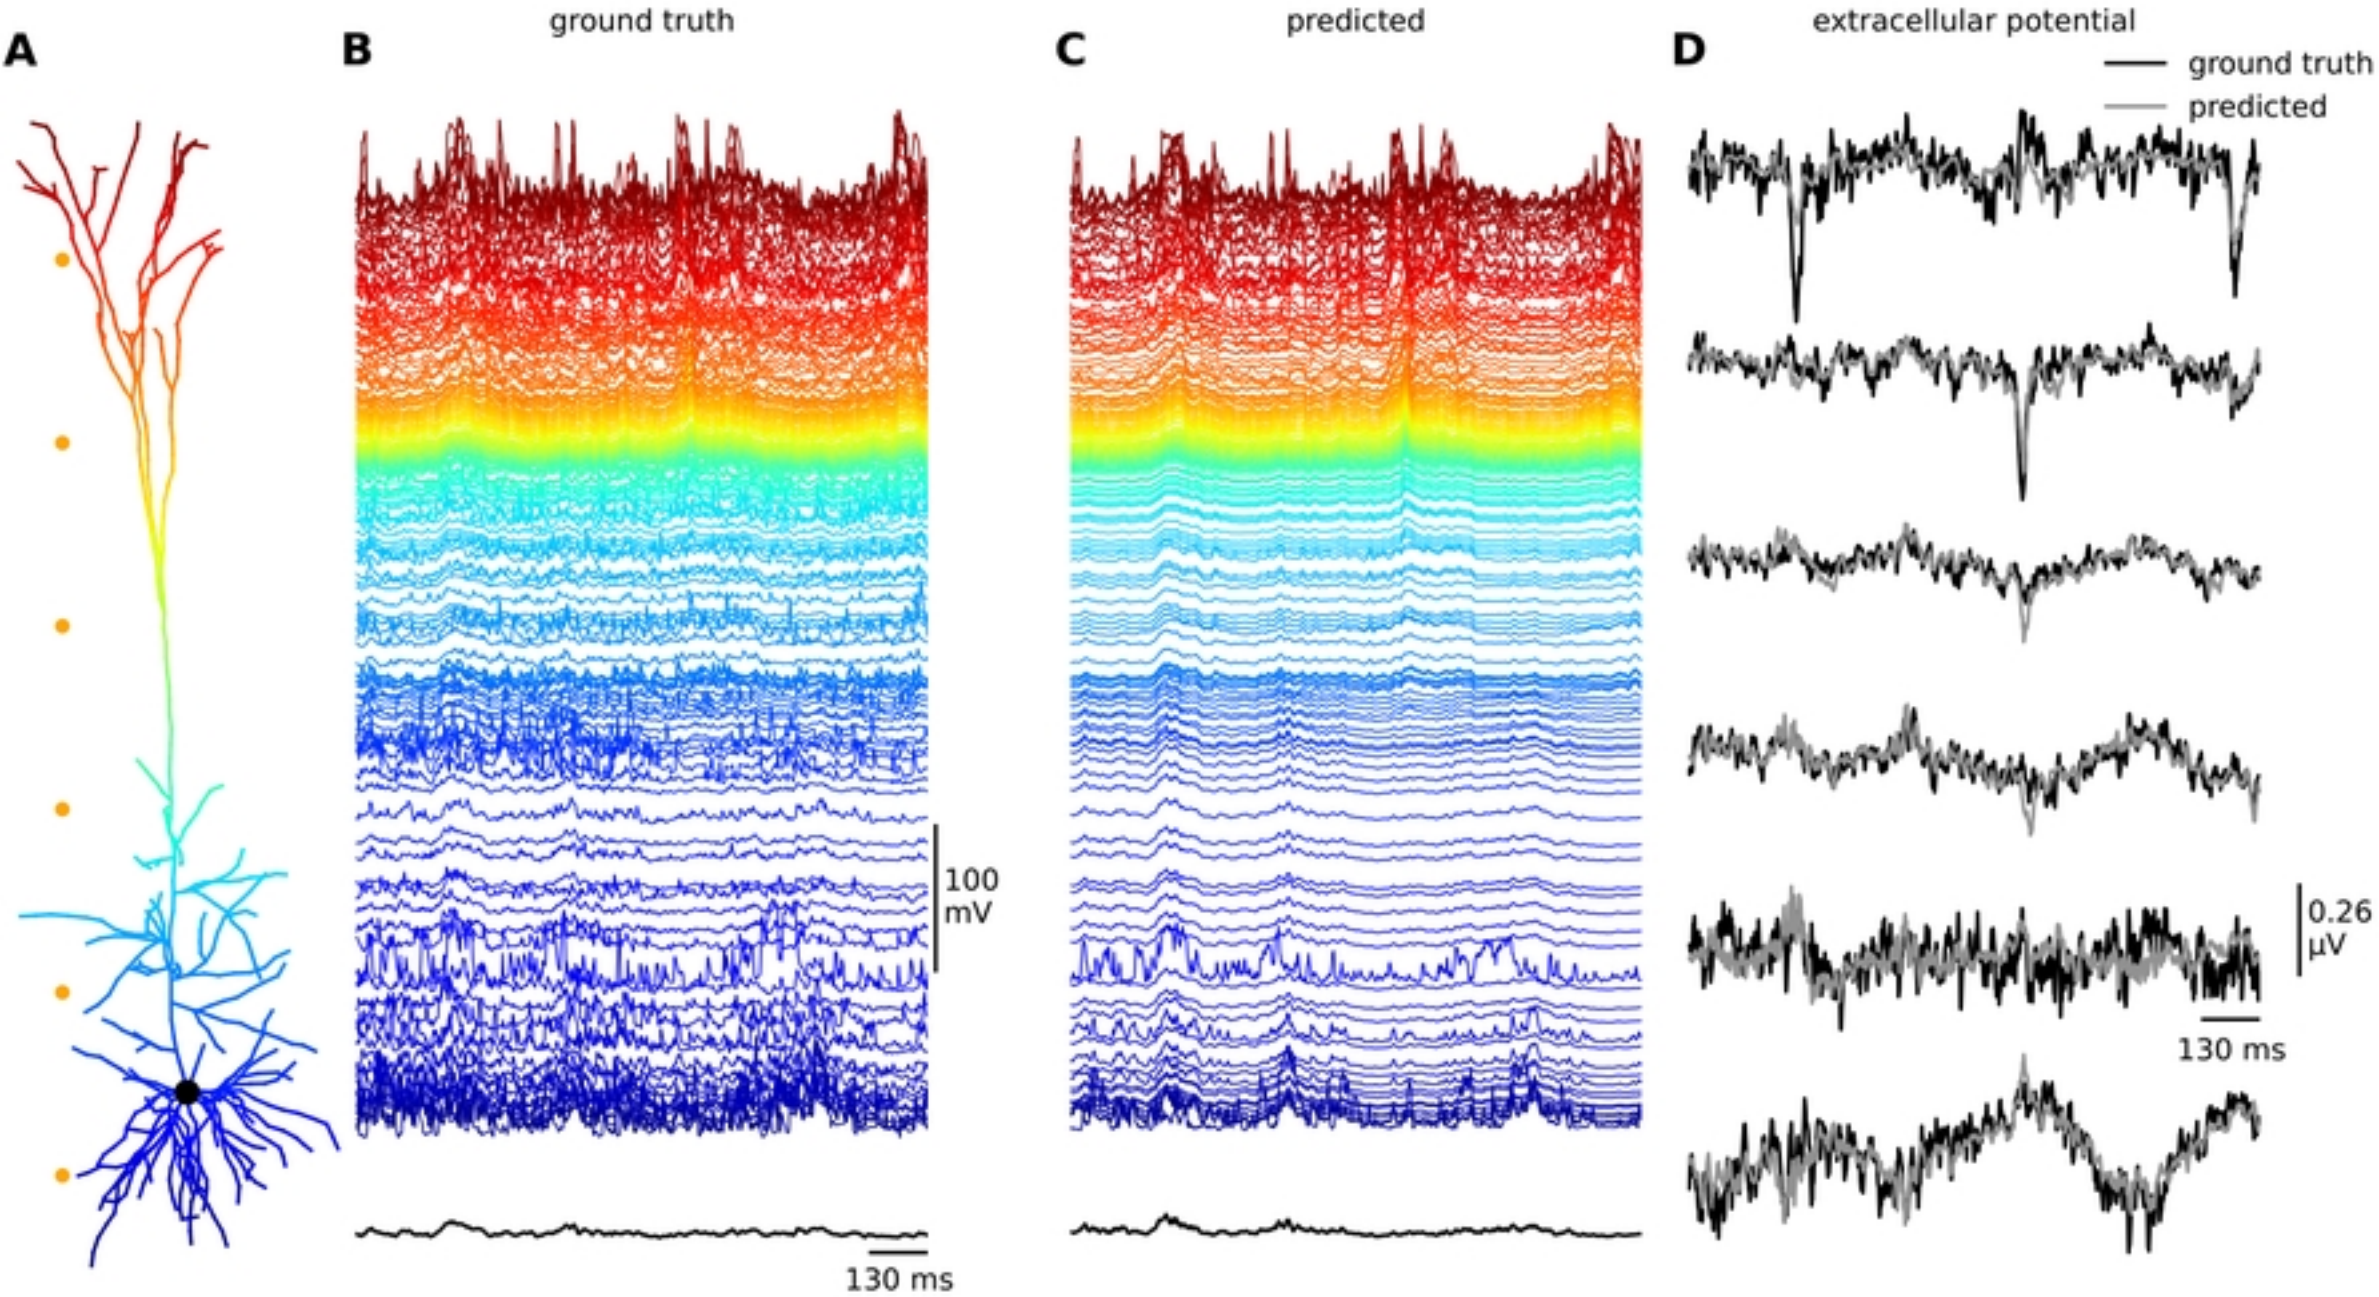 ground truth
predicted
extracellular potential
A
B
C
D
ground truth
predicted
100
mV
0.26
µV
130 ms
130 ms